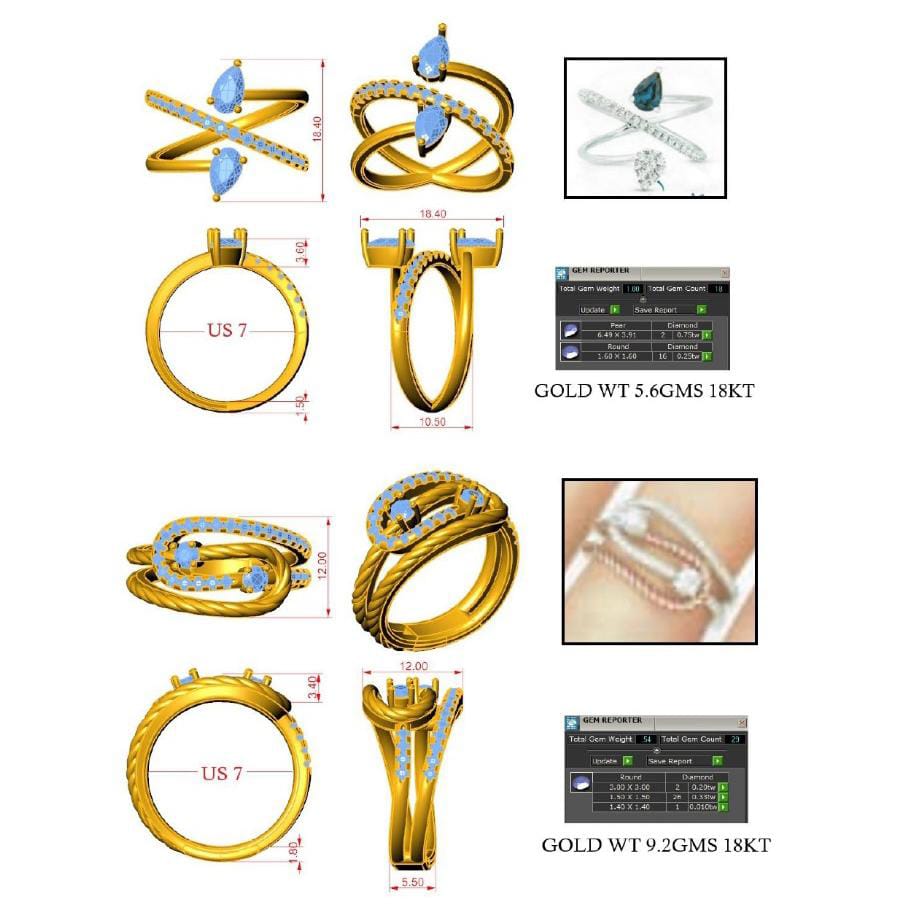 18.40
18.40
3.60
US 7
1.50
10.50
GEM REPORTER
Total Gem Weight 1.00 Total Gem Count 18
Update Save Report
Pear Diamond
6.49 X 3.91 2 0.75tw
Round Diamond
1.60 X 1.60 16 0.25tw
GOLD WT 5.6GMS 18KT
12.00
12.00
3.40
US 7
1.80
5.50
GEM REPORTER
Total Gem Weight .54 Total Gem Count 29
Update Save Report
Round Diamond
3.00 X 3.00 2 0.20tw
1.50 X 1.50 26 0.33tw
1.40 X 1.40 1 0.010tw
GOLD WT 9.2GMS 18KT